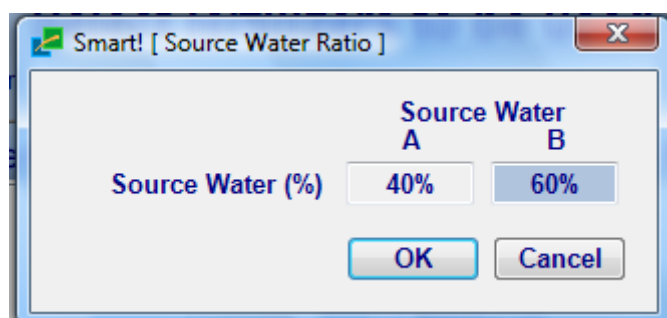 Smart! [ Source Water Ratio ]
Source Water
A B
Source Water (%) 40% 60%
OK Cancel